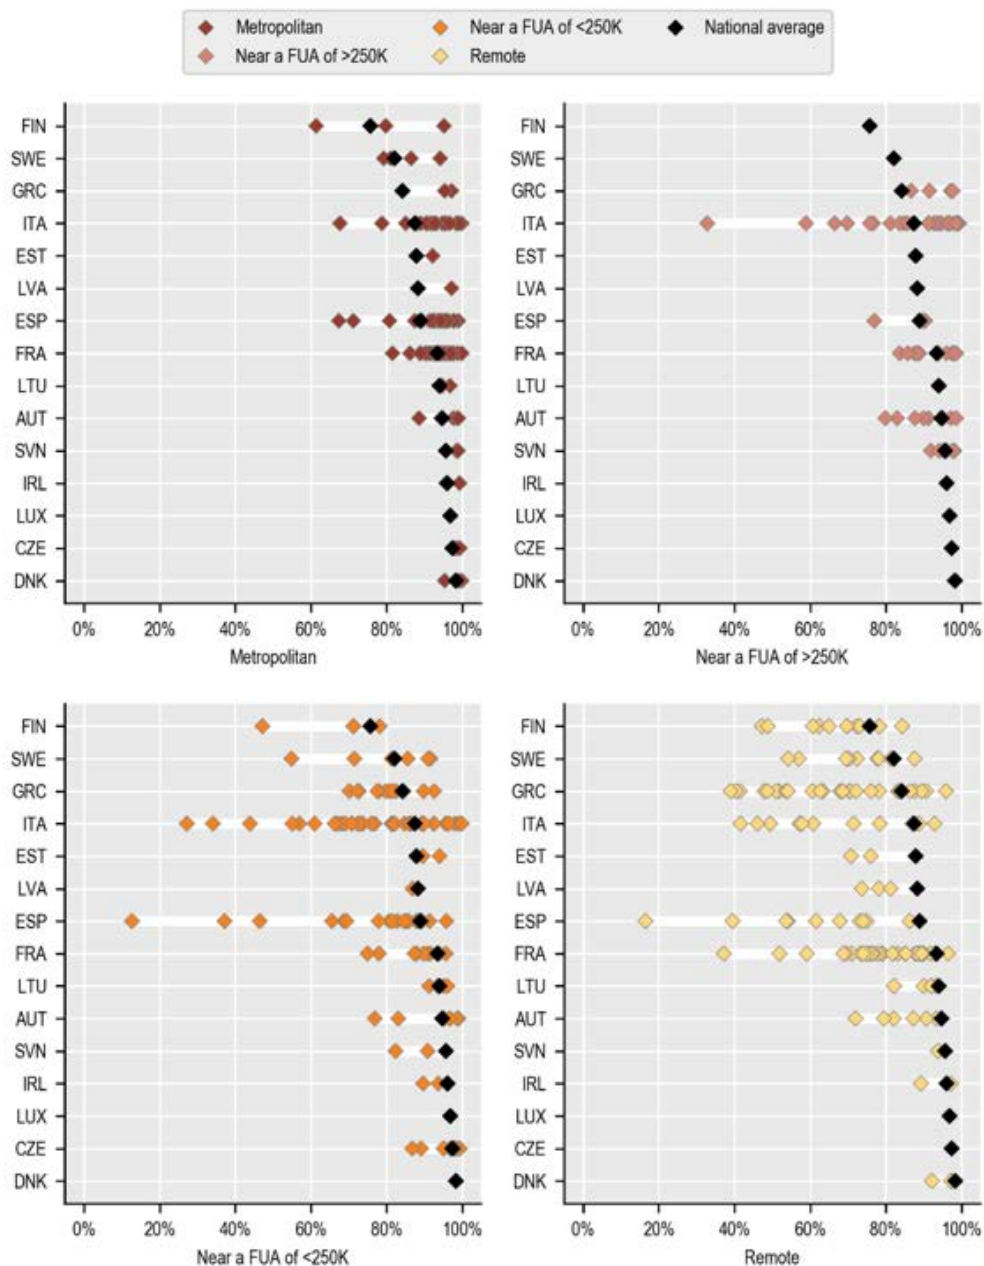 Metropolitan Near a FUA of <250K National average
Near a FUA of >250K Remote
FIN
SWE
GRC
ITA
EST
LVA
ESP
FRA
LTU
AUT
SVN
IRL
LUX
CZE
DNK
0% 20% 40% 60% 80% 100%
Metropolitan
FIN
SWE
GRC
ITA
EST
LVA
ESP
FRA
LTU
AUT
SVN
IRL
LUX
CZE
DNK
0% 20% 40% 60% 80% 100%
Near a FUA of >250K
FIN
SWE
GRC
ITA
EST
LVA
ESP
FRA
LTU
AUT
SVN
IRL
LUX
CZE
DNK
0% 20% 40% 60% 80% 100%
Near a FUA of <250K
FIN
SWE
GRC
ITA
EST
LVA
ESP
FRA
LTU
AUT
SVN
IRL
LUX
CZE
DNK
0% 20% 40% 60% 80% 100%
Remote